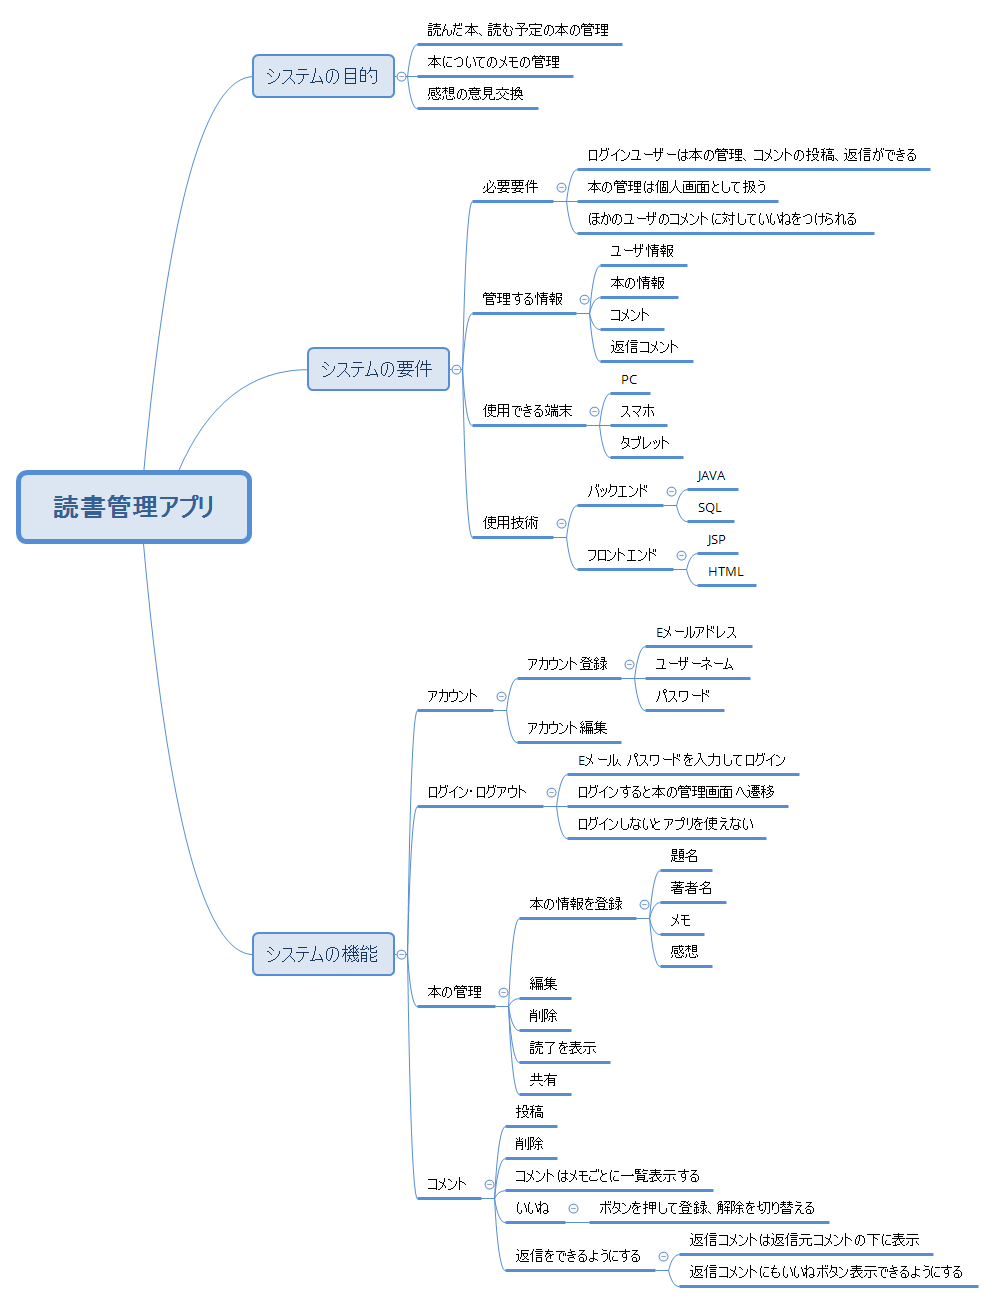 読書管理アプリ
システムの目的
読んだ本、読む予定の本の管理
本についてのメモの管理
感想の意見交換
システムの要件
必要要件
ログインユーザーは本の管理、コメントの投稿、返信ができる
本の管理は個人画面として扱う
ほかのユーザのコメントに対していいねをつけられる
管理する情報
ユーザ情報
本の情報
コメント
返信コメント
使用できる端末
PC
スマホ
タブレット
使用技術
バックエンド
JAVA
SQL
フロントエンド
JSP
HTML
システムの機能
アカウント
アカウント登録
Eメールアドレス
ユーザーネーム
パスワード
アカウント編集
ログイン・ログアウト
Eメール、パスワードを入力してログイン
ログインすると本の管理画面へ遷移
ログインしないとアプリを使えない
本の管理
本の情報を登録
題名
著者名
メモ
感想
編集
削除
読了を表示
共有
コメント
投稿
削除
コメントはメモごとに一覧表示する
いいね
ボタンを押して登録、解除を切り替える
返信をできるようにする
返信コメントは返信元コメントの下に表示
返信コメントにもいいねボタン表示できるようにする